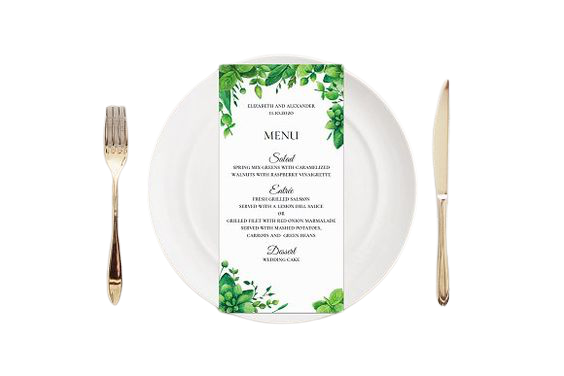 ELIZABETH AND ALEXANDER
11.10.2020
MENU
Salad
SPRING MIX GREENS WITH CARAMELIZED
WALNUTS WITH RASPBERRY VINAIGRETTE
Entrée
FRESH GRILLED SALMON
SERVED WITH A LEMON DILL SAUCE
OR
GRILLED FILET WITH RED ONION MARMALADE
SERVED WITH MASHED POTATOES,
CARROTS AND GREEN BEANS
Dessert
WEDDING CAKE